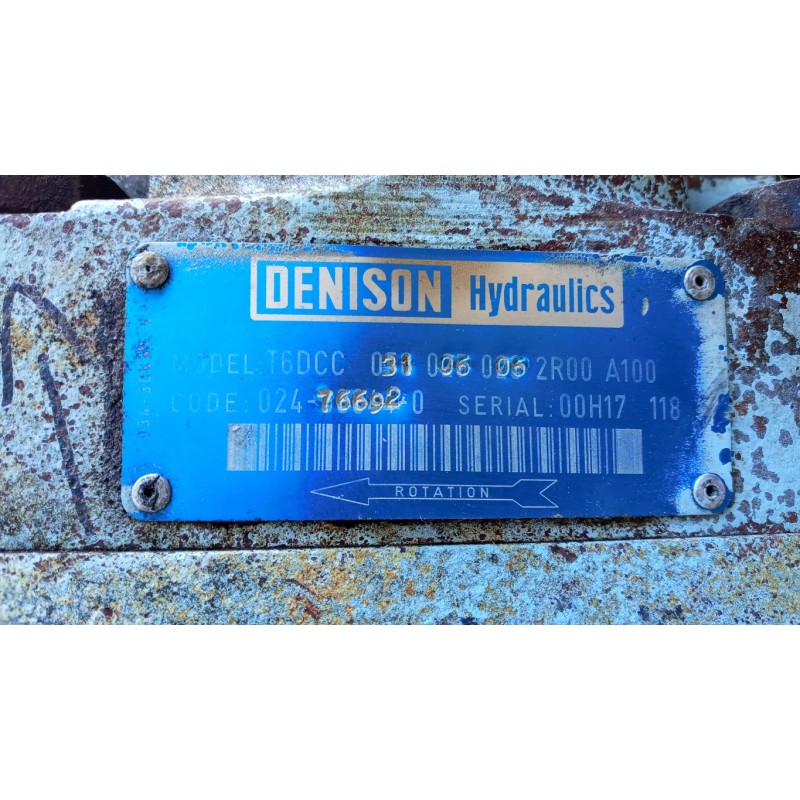 DENISON Hydraulics
MODEL: T6DCC 031 006 006 2R00 A100
CODE: 024-76692-0 SERIAL: 00H17 118
ROTATION